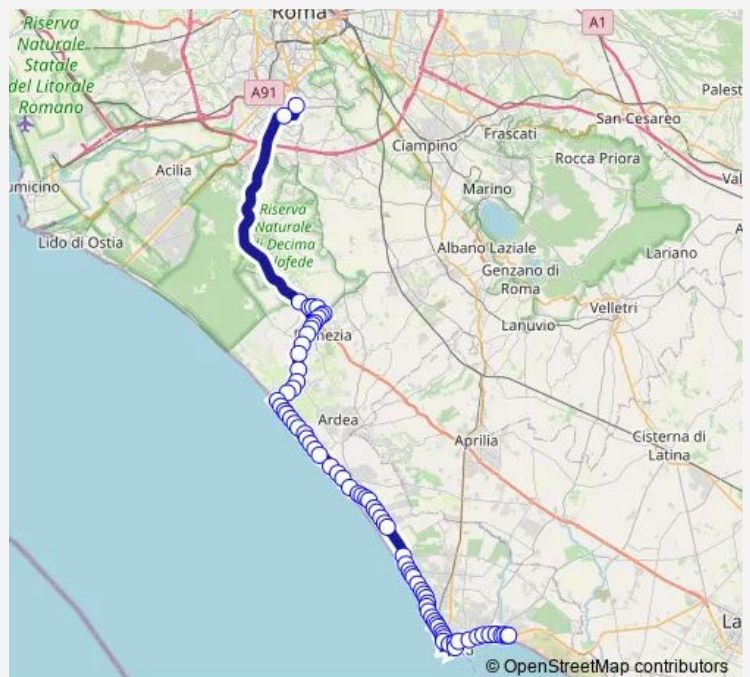 Roma
A1
Riserva
Naturale
Statale
del Litorale
Romano
A91
Palest
San Cesareo
Frascati
Ciampino
Rocca Priora
Acilia
Val
Marino
umicino
Riserva
Naturale
Decima
Lido di Ostia
Albano Laziale
Lariano
Genzano di
Roma
Velletri
Lanuvio
nezia
Ardea
Aprilia
Cisterna di
Latina
La
© OpenStreetMap contributors